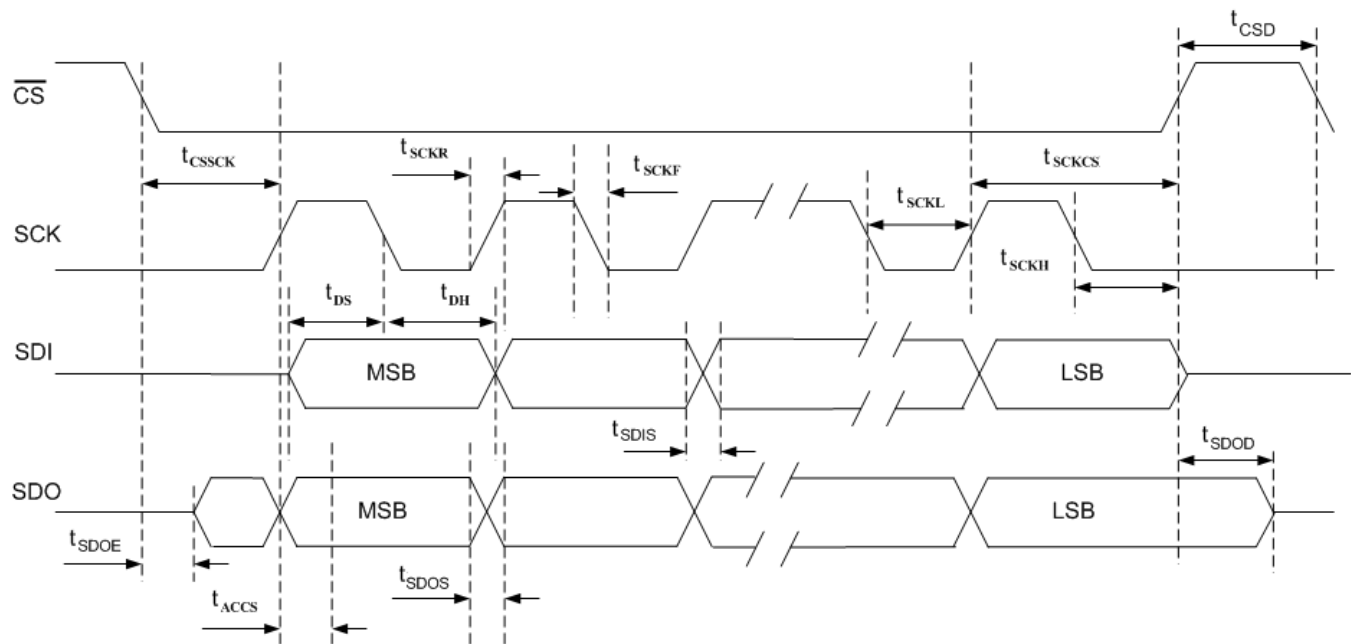 tCSD
CS
tCSSCK
tSCKR
tSCKF
tSCKCS
tSCKL
SCK
tSCKH
tDS
tDH
SDI
MSB
LSB
tSDIS
tSDOD
SDO
MSB
LSB
tSDOE
tSDOS
tACCS